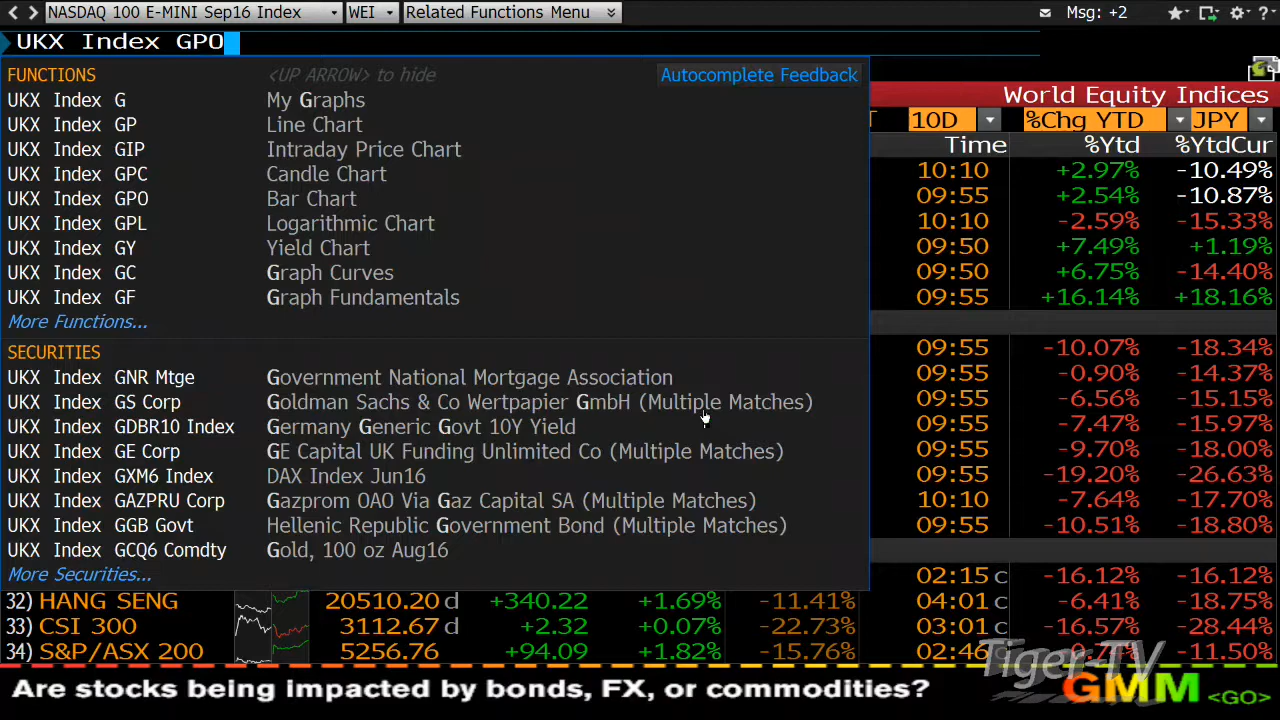 NASDAQ 100 E-MINI Sep16 Index WEI Related Functions Menu Msg: +2
UKX Index GPO
FUNCTIONS <UP ARROW> to hide Autocomplete Feedback
UKX Index G My Graphs
UKX Index GP Line Chart
UKX Index GIP Intraday Price Chart
UKX Index GPC Candle Chart
UKX Index GPO Bar Chart
UKX Index GPL Logarithmic Chart
UKX Index GY Yield Chart
UKX Index GC Graph Curves
UKX Index GF Graph Fundamentals
More Functions...
SECURITIES
UKX Index GNR Mtge Government National Mortgage Association
UKX Index GS Corp Goldman Sachs & Co Wertpapier GmbH (Multiple Matches)
UKX Index GDBR10 Index Germany Generic Govt 10Y Yield
UKX Index GE Corp GE Capital UK Funding Unlimited Co (Multiple Matches)
UKX Index GXM6 Index DAX Index Jun16
UKX Index GAZPRU Corp Gazprom OAO Via Gaz Capital SA (Multiple Matches)
UKX Index GGB Govt Hellenic Republic Government Bond (Multiple Matches)
UKX Index GCQ6 Comdty Gold, 100 oz Aug16
More Securities...
World Equity Indices
10D %Chg YTD JPY
Time %Ytd %YtdCur
10:10 +2.97% -10.49%
09:55 +2.54% -10.87%
10:10 -2.59% -15.33%
09:50 +7.49% +1.19%
09:50 +6.75% -14.40%
09:55 +16.14% +18.16%
09:55 -10.07% -18.34%
09:55 -0.90% -14.37%
09:55 -6.56% -15.15%
09:55 -7.47% -15.97%
09:55 -9.70% -18.00%
09:55 -19.20% -26.63%
10:10 -7.64% -17.70%
09:55 -10.51% -18.80%
02:15 c -16.12% -16.12%
32) HANG SENG 20510.20 d +340.22 +1.69% -11.41% 04:01 c -6.41% -18.75%
33) CSI 300 3112.67 d +2.32 +0.07% -22.73% 03:01 c -16.57% -28.44%
34) S&P/ASX 200 5256.76 +94.09 +1.82% -15.76% 02:46 -11.50%
Tiger-TV
Are stocks being impacted by bonds, FX, or commodities? GMM <GO>